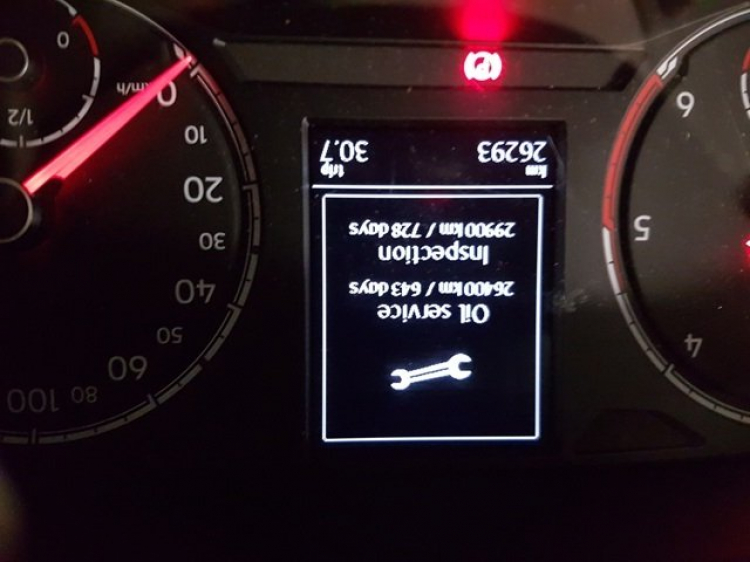 Oil service
26400 km / 643 days
Inspection
29900 km / 728 days
km trip
26293 30.7
4
5
6
100
80
60
50
40
30
20
10
0
km/h
1/2
0
P